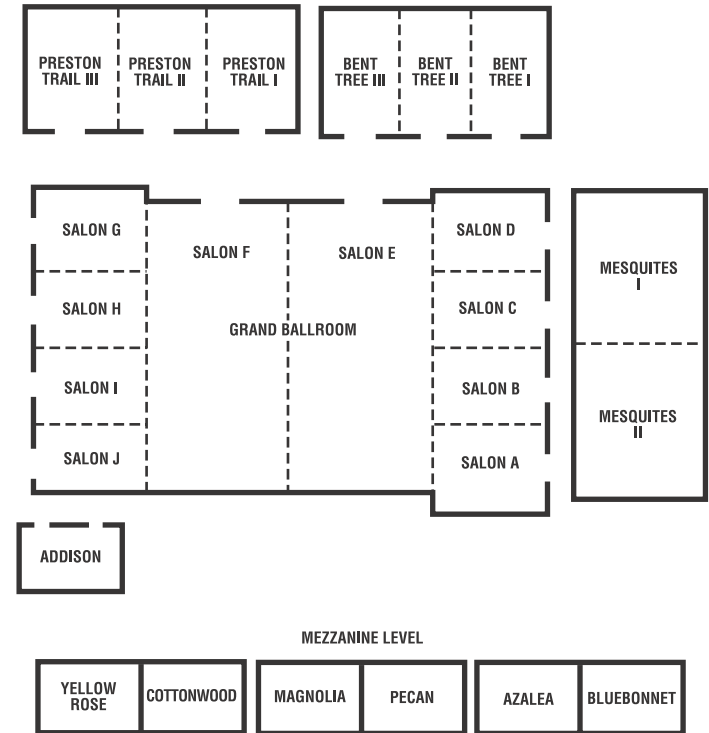 PRESTON
TRAIL III
PRESTON
TRAIL II
PRESTON
TRAIL I
BENT
TREE III
BENT
TREE II
BENT
TREE I
SALON G
SALON F
SALON E
SALON D
SALON H
SALON C
GRAND BALLROOM
SALON I
SALON B
SALON J
SALON A
MESQUITES
I
MESQUITES
II
ADDISON
MEZZANINE LEVEL
YELLOW
ROSE
COTTONWOOD
MAGNOLIA
PECAN
AZALEA
BLUEBONNET